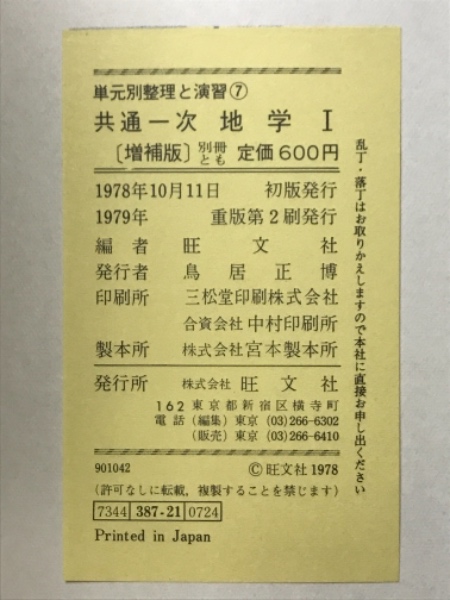 単元別整理と演習⑦
共通一次 地学 I
〔増補版〕別冊とも 定価600円
1978年10月11日 初版発行
1979年 重版第2刷発行
編者 旺文社
発行者 鳥居正博
印刷所 三松堂印刷株式会社
合資会社 中村印刷所
製本所 株式会社 宮本製本所
発行所 株式会社 旺文社
162 東京都新宿区横寺町
電話 (編集) 東京 (03)266-6302
(販売) 東京 (03)266-6410
901042 ©旺文社1978
(許可なしに転載, 複製することを禁じます)
7344 387-21 0724
Printed in Japan
乱丁・落丁はお取りかえしますので本社に直接お申し出ください